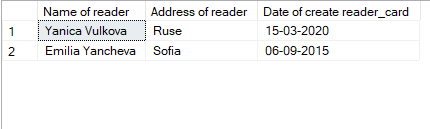 Name of reader Address of reader Date of create reader_card
1 Yanica Vulkova Ruse 15-03-2020
2 Emilia Yancheva Sofia 06-09-2015